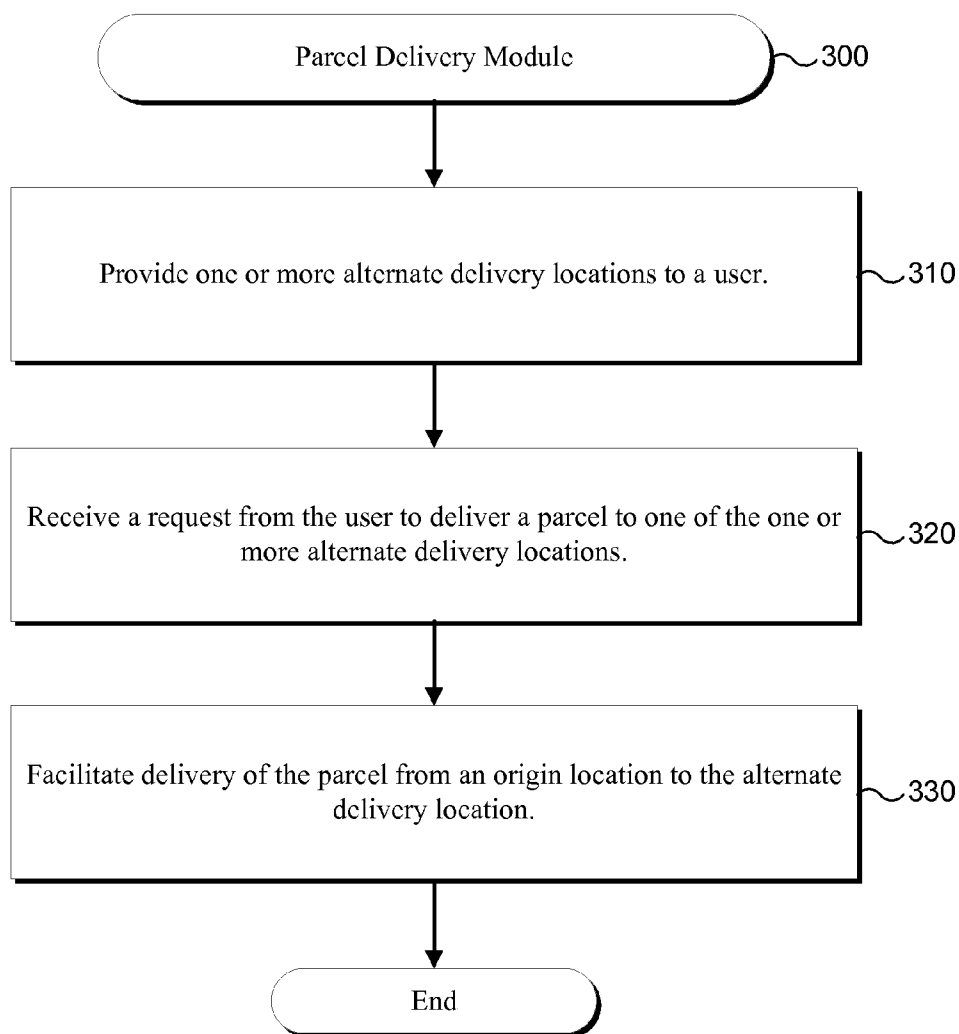 Parcel Delivery Module
300
Provide one or more alternate delivery locations to a user.
310
Receive a request from the user to deliver a parcel to one of the one or
more alternate delivery locations.
320
Facilitate delivery of the parcel from an origin location to the alternate
delivery location.
330
End